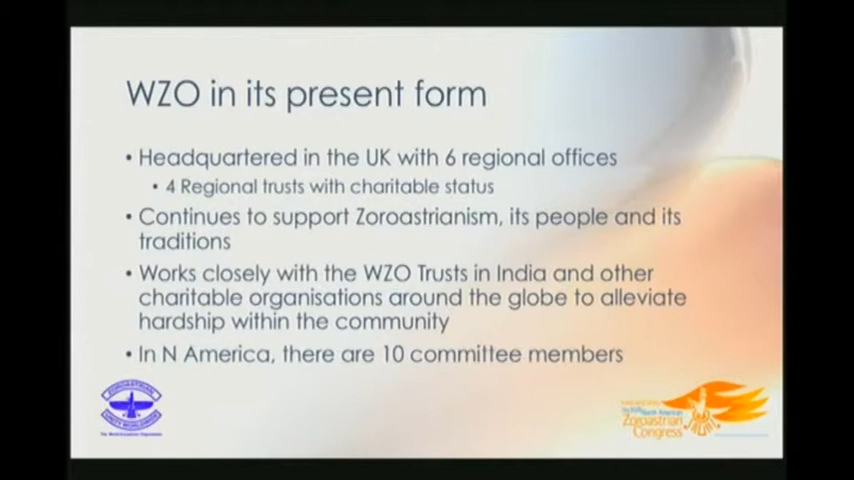 WZO in its present form
• Headquartered in the UK with 6 regional offices
• 4 Regional trusts with charitable status
• Continues to support Zoroastrianism, its people and its
traditions
• Works closely with the WZO Trusts in India and other
charitable organisations around the globe to alleviate
hardship within the community
• In N America, there are 10 committee members
ZOROASTRIAN
UNITY WORLDWIDE
North American
Zoroastrian
Congress